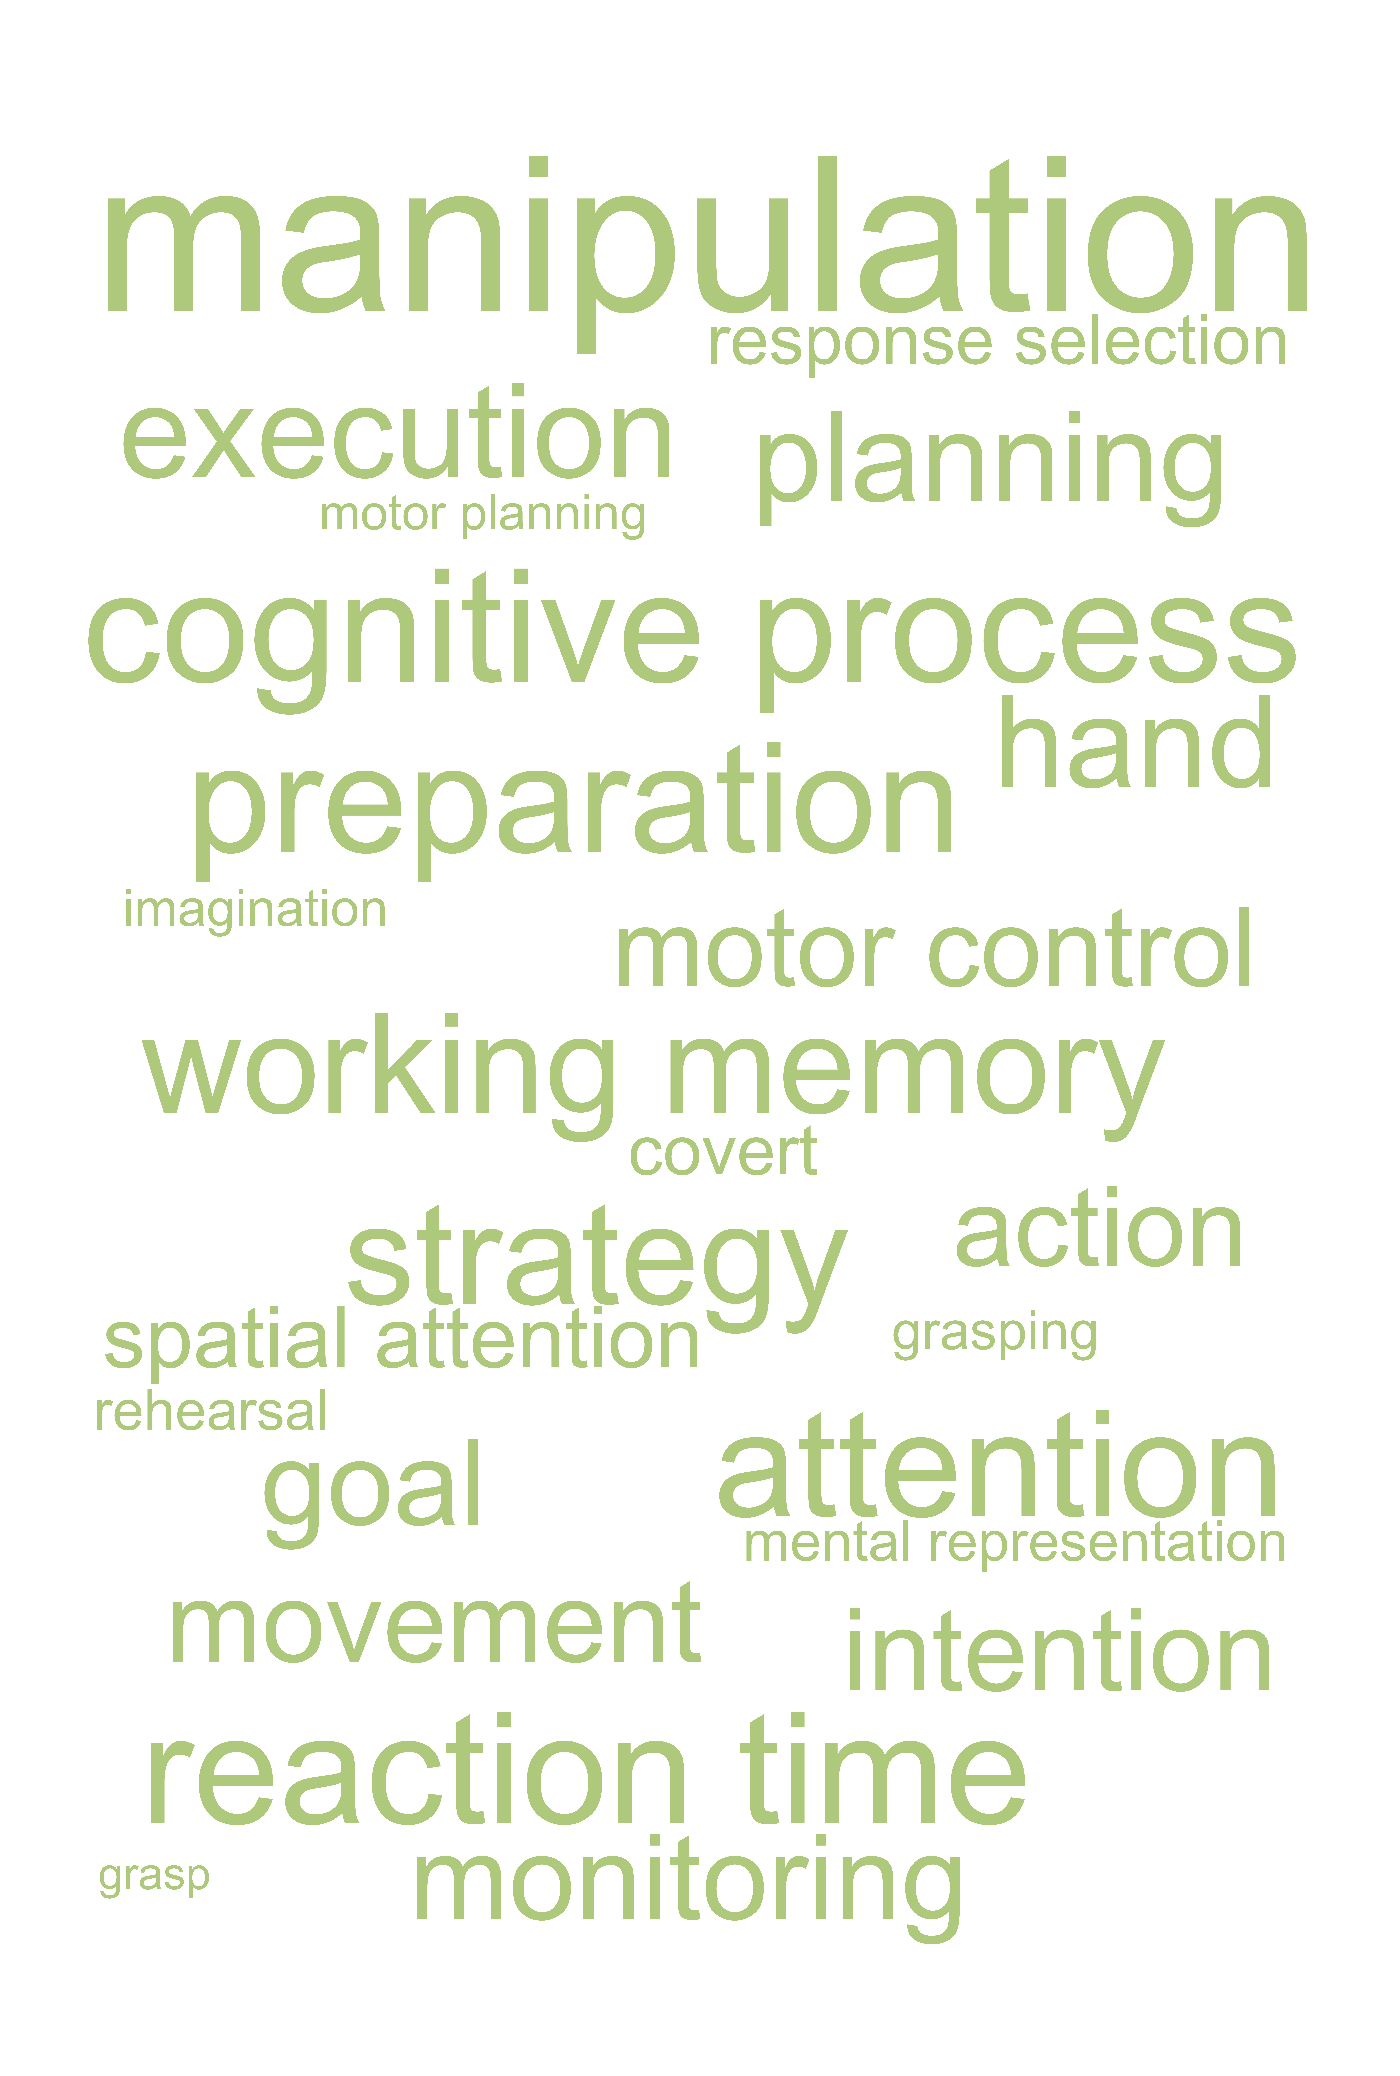 manipulation
response selection
execution
planning
motor planning
cognitive process
hand
preparation
imagination
motor control
working memory
covert
strategy
action
spatial attention
grasping
rehearsal
goal
attention
mental representation
movement
intention
reaction time
monitoring
grasp